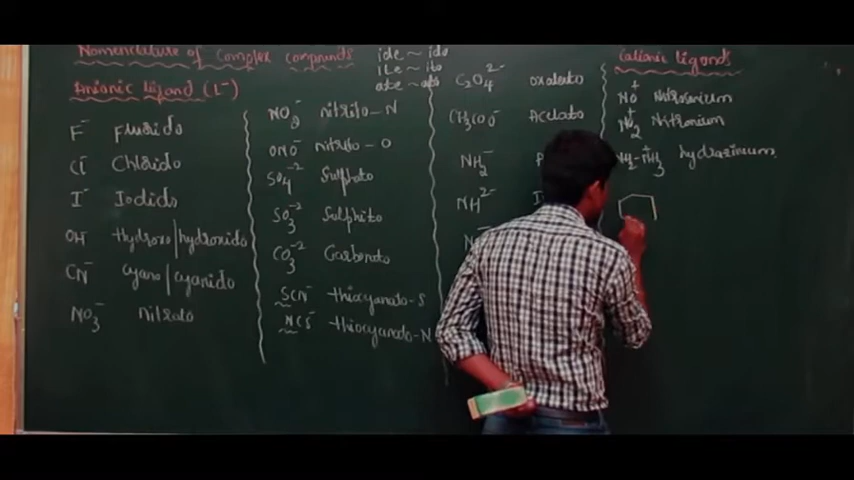 Nomenclature of Complex compounds
ide ~ ido
ite ~ ito
ate ~ ato
Anionic ligand (L⁻)
F⁻ Fluorido
Cl⁻ Chlorido
I⁻ Iodido
OH⁻ Hydroxo | hydroxido
CN⁻ cyano | cyanido
NO₃⁻ nitrato
NO₂⁻ nitrito-N
ONO⁻ nitrito-O
SO₄⁻² Sulphato
SO₃⁻² Sulphito
CO₃⁻² Carbonato
SCN⁻ thiocyanato-S
NCS⁻ thiocyanato-N
C₂O₄²⁻ oxalato
CH₃COO⁻ Acetato
NH₂⁻
NH²⁻
N
Cationic ligands
NO⁺ Nitrosonium
NO₂⁺ Nitronium
NH₂-NH₃⁺ hydrazinium